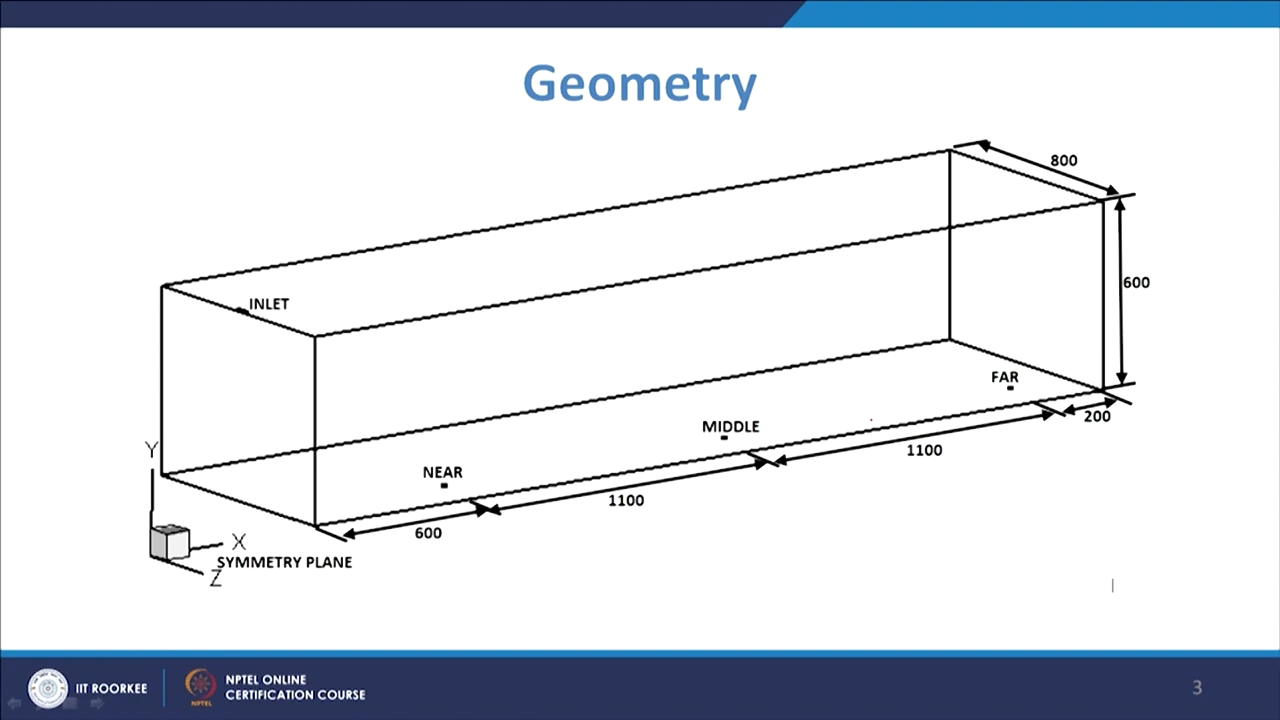 Geometry
800
INLET
600
FAR
200
MIDDLE
1100
Y
NEAR
1100
600
X
SYMMETRY PLANE
Z
IIT ROORKEE
NPTEL
NPTEL ONLINE
CERTIFICATION COURSE
3